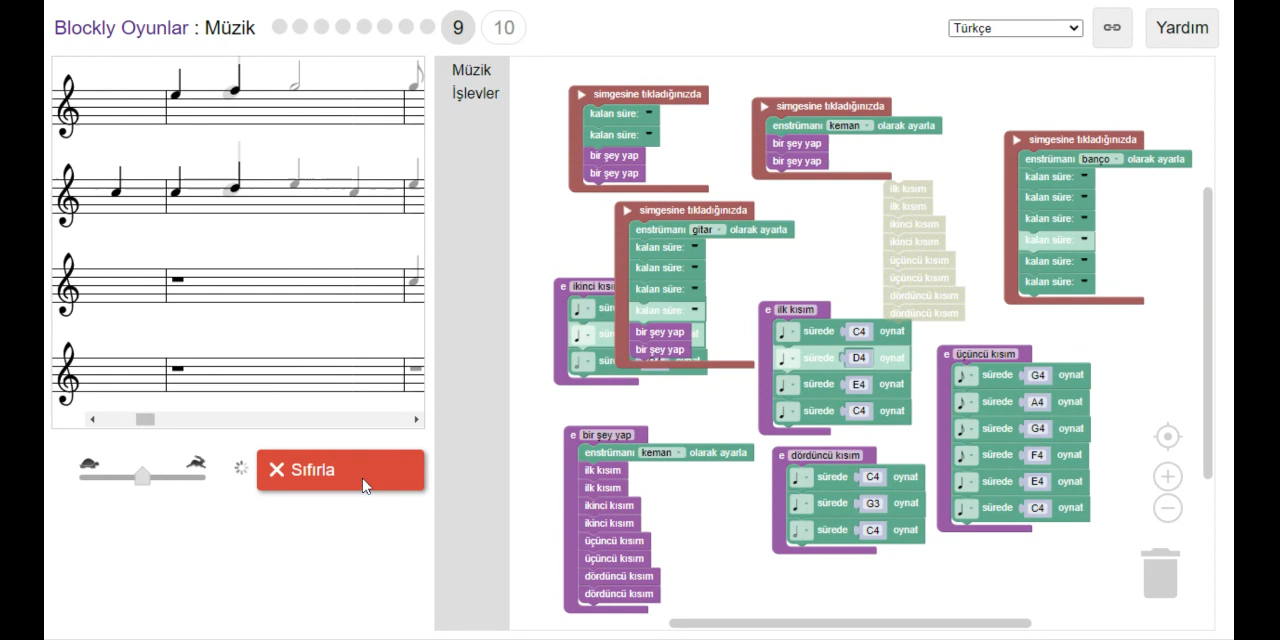 Blockly Oyunlar : Müzik
9
10
Türkçe
Yardım
Müzik
İşlevler
simgesine tıkladığınızda
kalan süre:
kalan süre:
bir şey yap
bir şey yap
simgesine tıkladığınızda
enstrümanı keman olarak ayarla
bir şey yap
bir şey yap
simgesine tıkladığınızda
enstrümanı banço olarak ayarla
kalan süre:
kalan süre:
kalan süre:
kalan süre:
kalan süre:
kalan süre:
ilk kısım
ilk kısım
ikinci kısım
ikinci kısım
üçüncü kısım
üçüncü kısım
dördüncü kısım
dördüncü kısım
simgesine tıkladığınızda
enstrümanı gitar olarak ayarla
kalan süre:
kalan süre:
kalan süre:
kalan süre:
bir şey yap
bir şey yap
e ilk kısım
sürede C4 oynat
sürede D4 oynat
sürede E4 oynat
sürede C4 oynat
e üçüncü kısım
sürede G4 oynat
sürede A4 oynat
sürede G4 oynat
sürede F4 oynat
sürede E4 oynat
sürede C4 oynat
e bir şey yap
enstrümanı keman olarak ayarla
ilk kısım
ilk kısım
ikinci kısım
ikinci kısım
üçüncü kısım
üçüncü kısım
dördüncü kısım
dördüncü kısım
e dördüncü kısım
sürede C4 oynat
sürede G3 oynat
sürede C4 oynat
Sıfırla